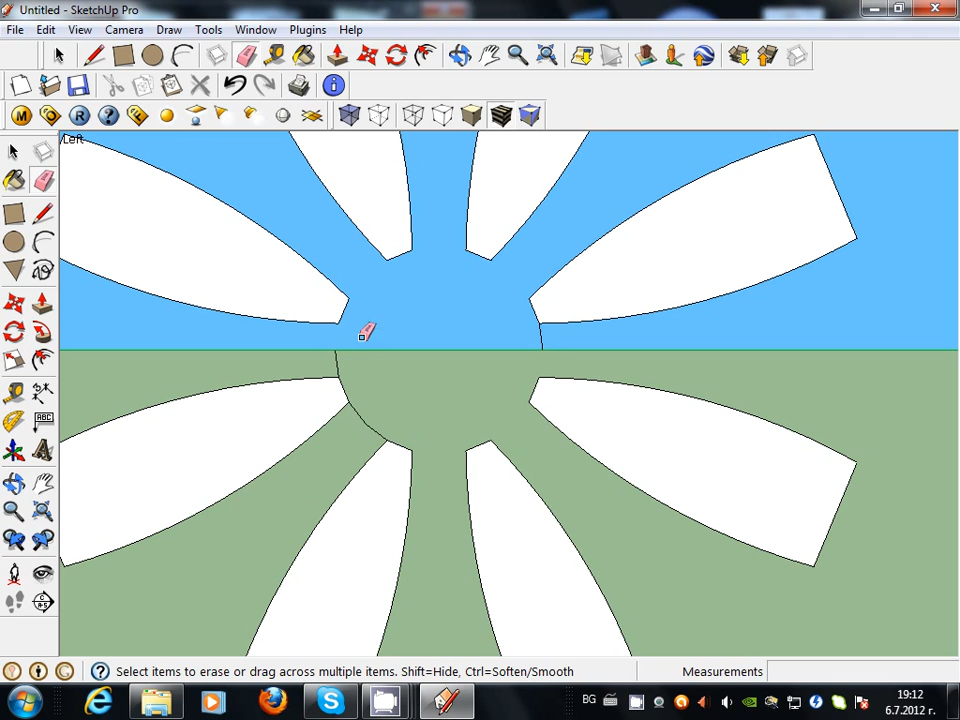 Untitled - SketchUp Pro
File Edit View Camera Draw Tools Window Plugins Help
M R ?
Left
ABC
Select items to erase or drag across multiple items. Shift=Hide, Ctrl=Soften/Smooth Measurements
BG
19:12
6.7.2012 г.